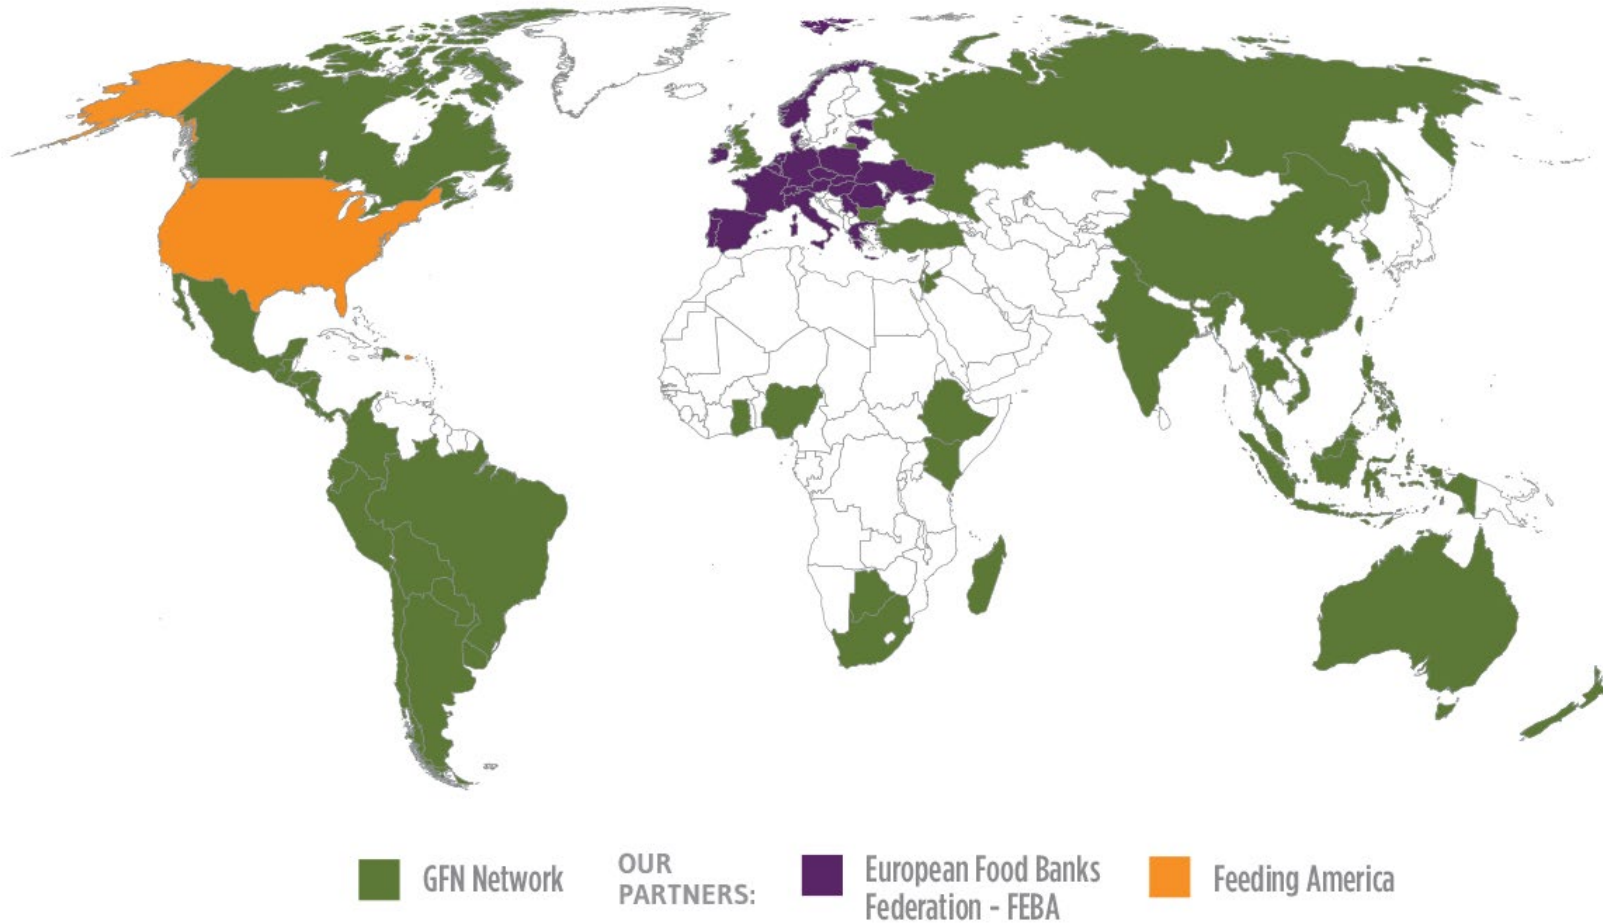 GFN Network
OUR
PARTNERS:
European Food Banks
Federation - FEBA
Feeding America